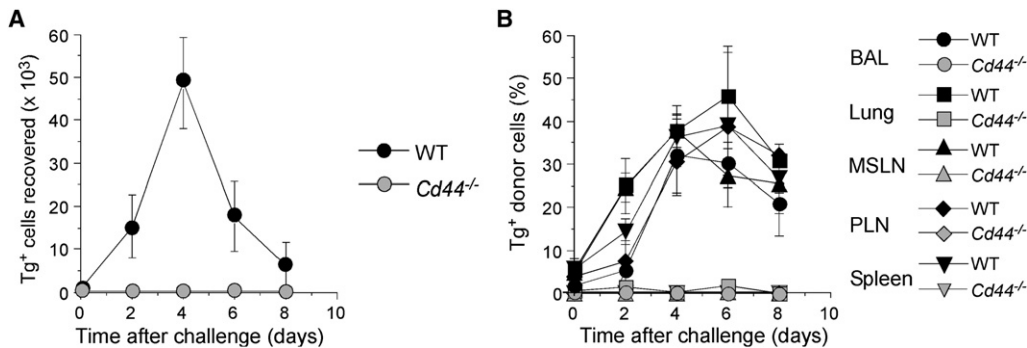 A
Tg⁺ cells recovered (x 10³)
60
50
40
30
20
10
0
0 2 4 6 8 10
Time after challenge (days)
WT
Cd44⁻/⁻
B
Tg⁺ donor cells (%)
60
50
40
30
20
10
0
0 2 4 6 8 10
Time after challenge (days)
BAL
WT
Cd44⁻/⁻
Lung
WT
Cd44⁻/⁻
MSLN
WT
Cd44⁻/⁻
PLN
WT
Cd44⁻/⁻
Spleen
WT
Cd44⁻/⁻